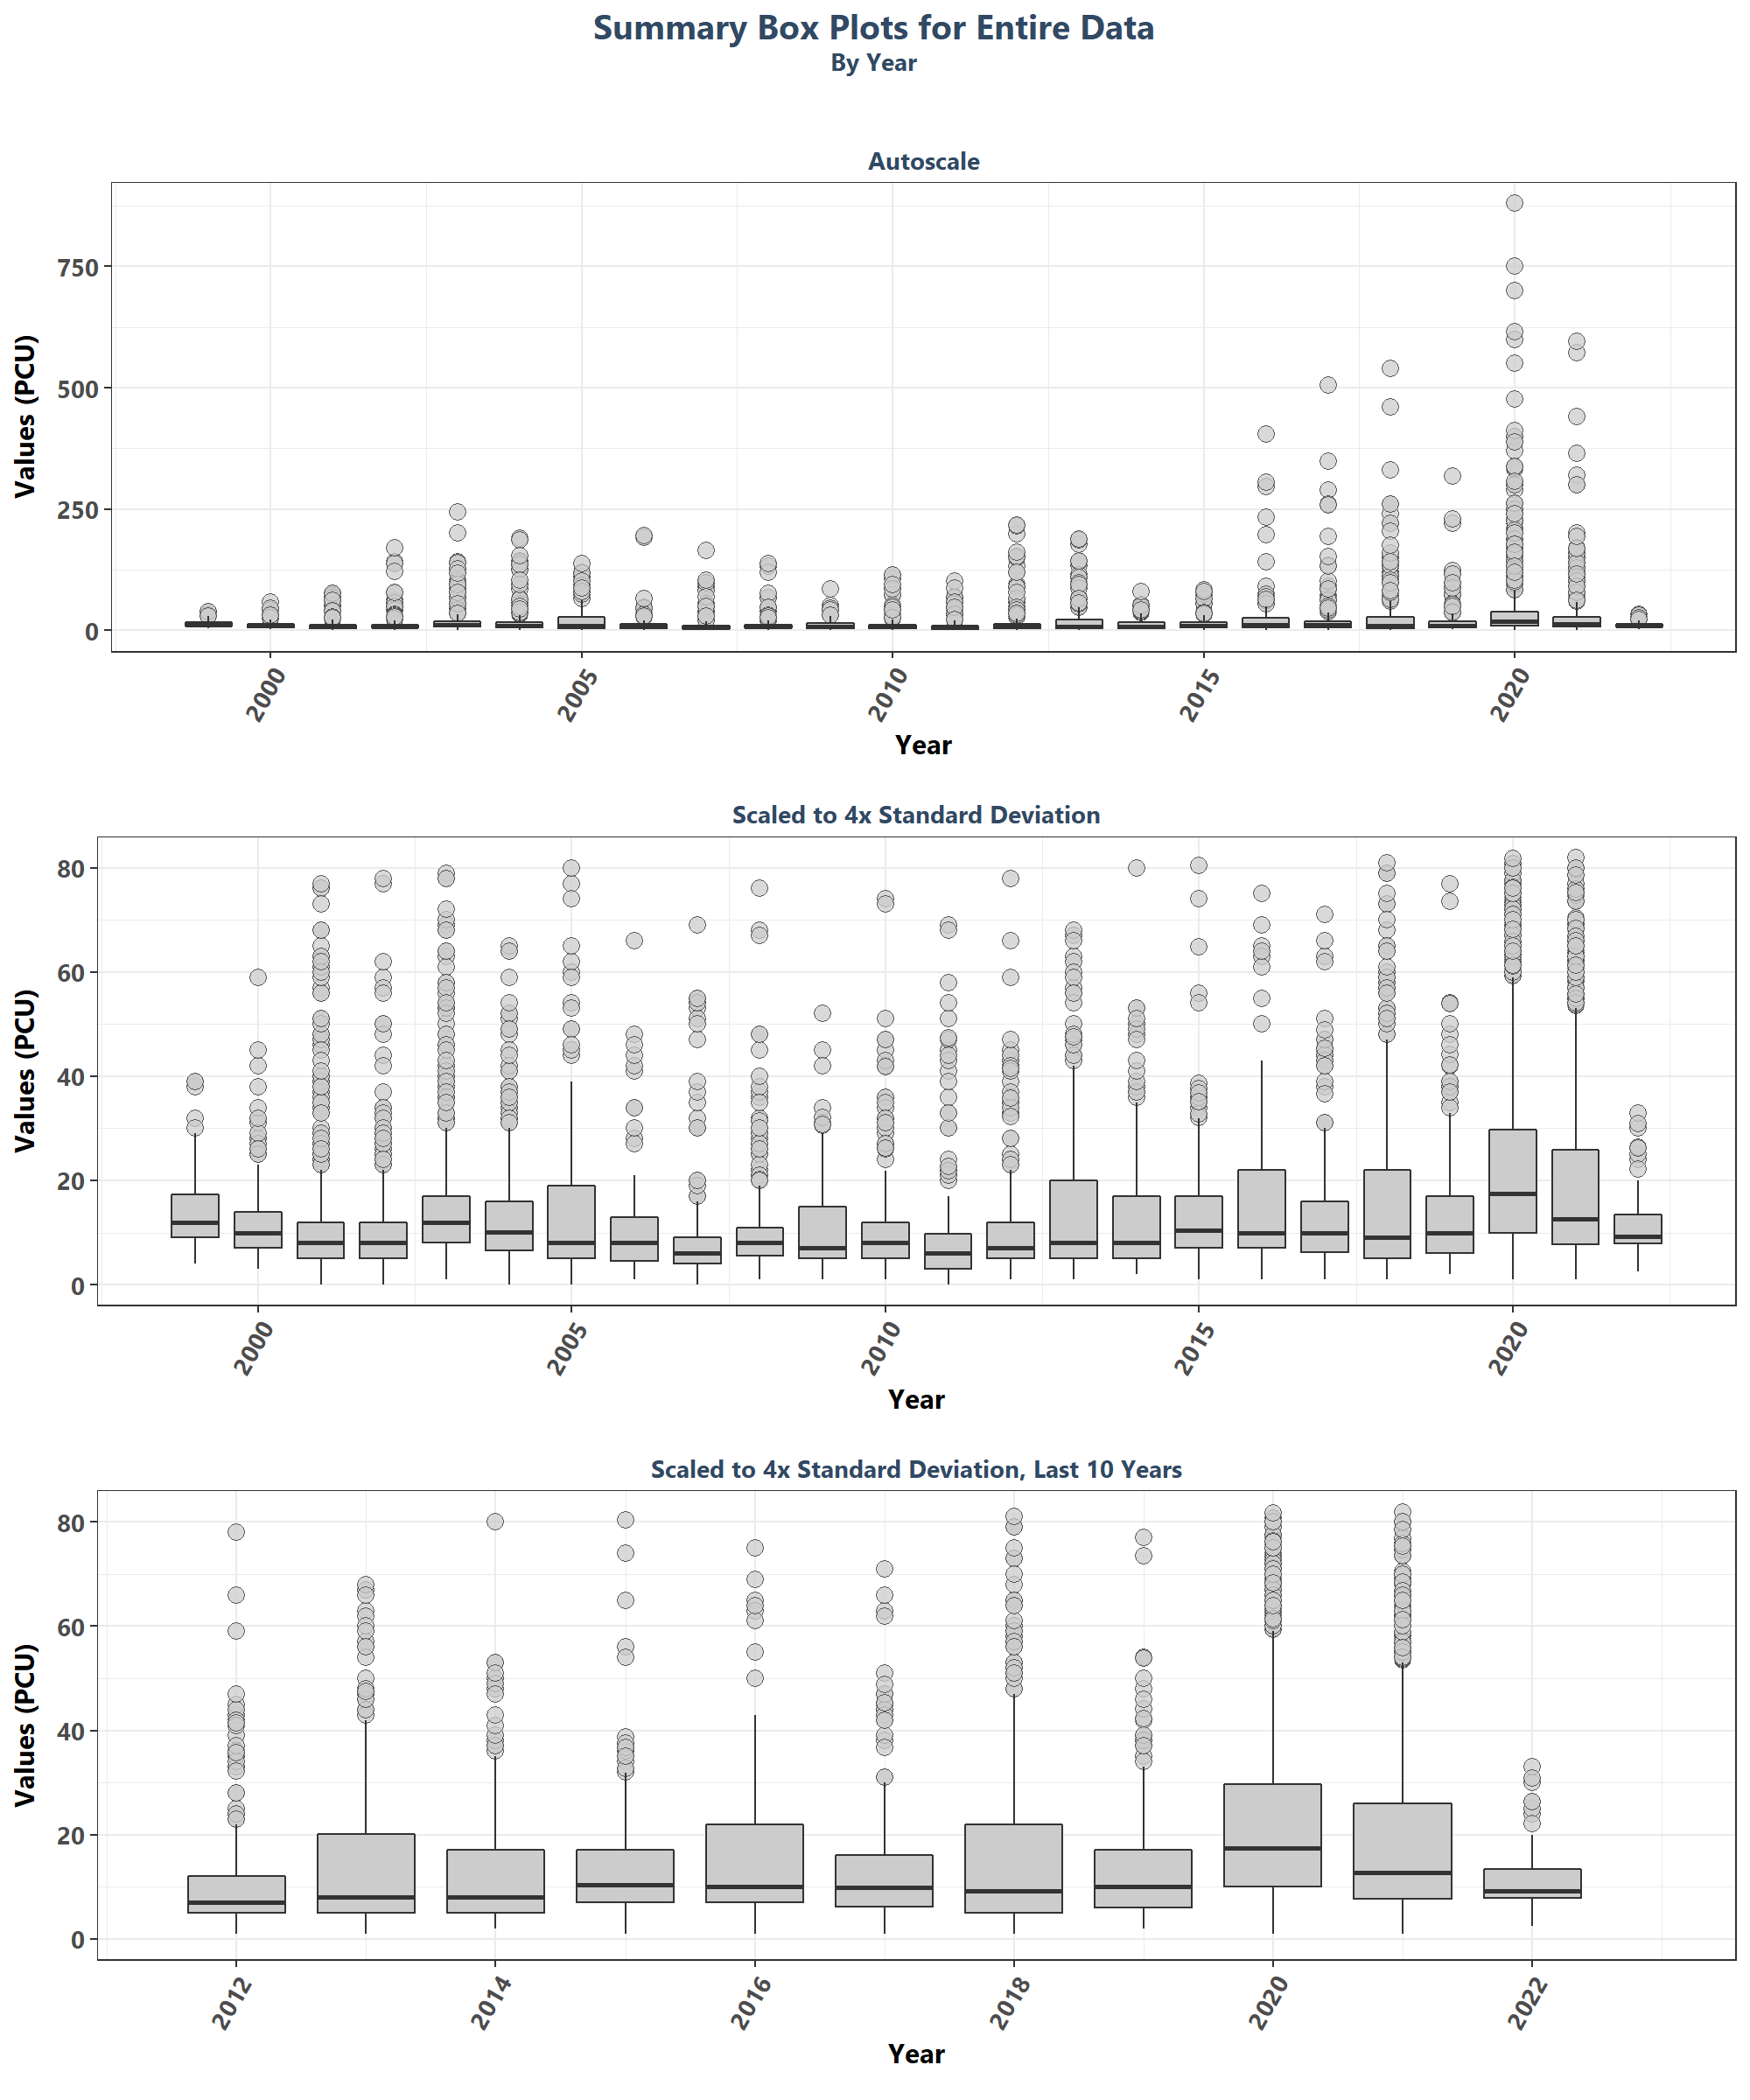 Summary Box Plots for Entire Data
By Year
Autoscale
Values (PCU)
750
500
250
0
2000
2005
2010
2015
2020
Year
Scaled to 4x Standard Deviation
Values (PCU)
80
60
40
20
0
2000
2005
2010
2015
2020
Year
Scaled to 4x Standard Deviation, Last 10 Years
Values (PCU)
80
60
40
20
0
2012
2014
2016
2018
2020
2022
Year